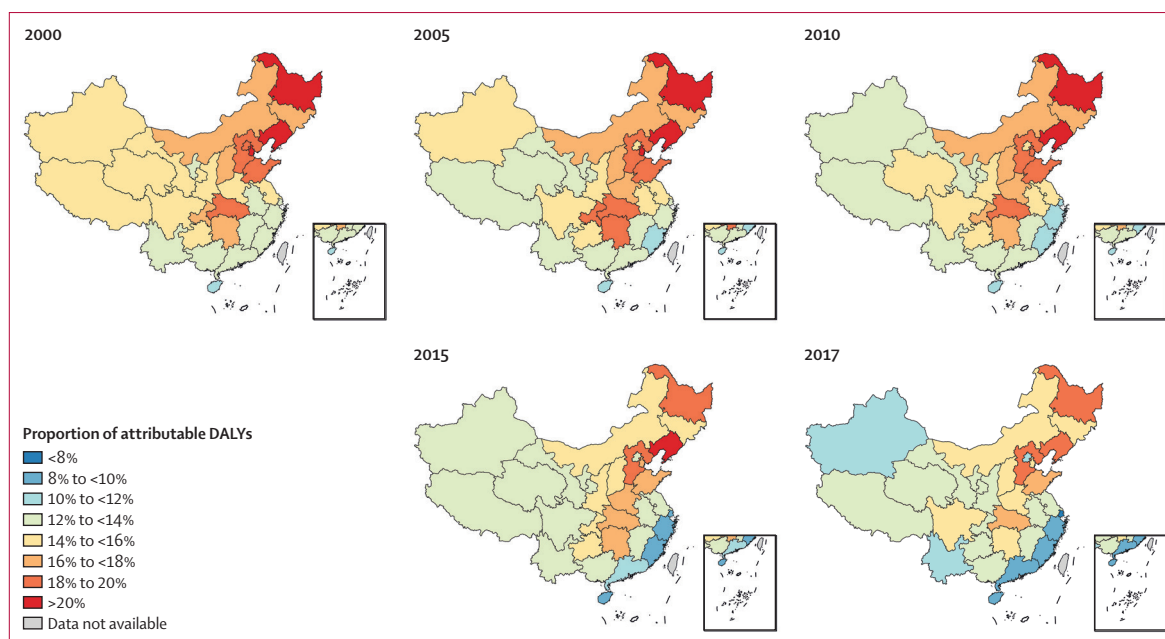 2000
2005
2010
2015
2017
Proportion of attributable DALYs
<8%
8% to <10%
10% to <12%
12% to <14%
14% to <16%
16% to <18%
18% to 20%
>20%
Data not available